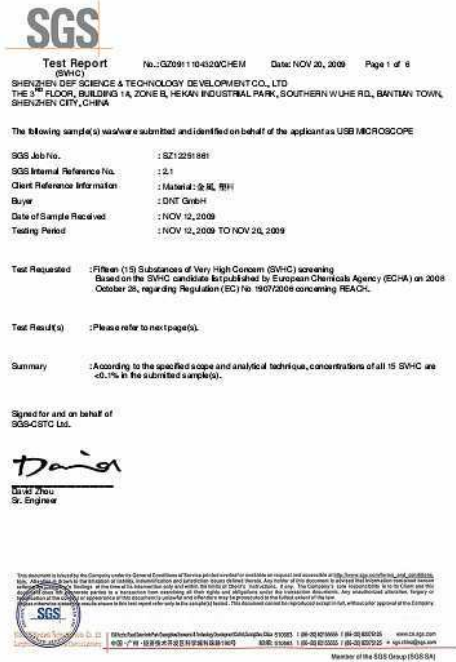 SGS
Test Report No.:GZ0911104320/CHEM Date: NOV 20, 2009 Page 1 of 6
(SVHC)
SHENZHEN DEF SCIENCE & TECHNOLOGY DEVELOPMENT CO., LTD
THE 3RD FLOOR, BUILDING 1A, ZONE B, HEKAN INDUSTRIAL PARK, SOUTHERN WUHE RD., BANTIAN TOWN,
SHENZHEN CITY, CHINA
The following sample(s) was/were submitted and identified on behalf of the applicant as USB MICROSCOPE
SGS Job No. : SZ12251861
SGS Internal Reference No. : 2.1
Client Reference Information : Material: 金属, 塑料
Buyer : DNT GmbH
Date of Sample Received : NOV 12, 2009
Testing Period : NOV 12, 2009 TO NOV 20, 2009
Test Requested : Fifteen (15) Substances of Very High Concern (SVHC) screening
Based on the SVHC candidate list published by European Chemicals Agency (ECHA) on 2008
October 28, regarding Regulation (EC) No 1907/2006 concerning REACH.
Test Result(s) : Please refer to next page(s).
Summary : According to the specified scope and analytical technique, concentrations of all 15 SVHC are
<0.1% in the submitted sample(s).
Signed for and on behalf of
SGS-CSTC Ltd.
David
David Zhou
Sr. Engineer
SGS
www.cn.sgs.com
Member of the SGS Group (SGS SA)